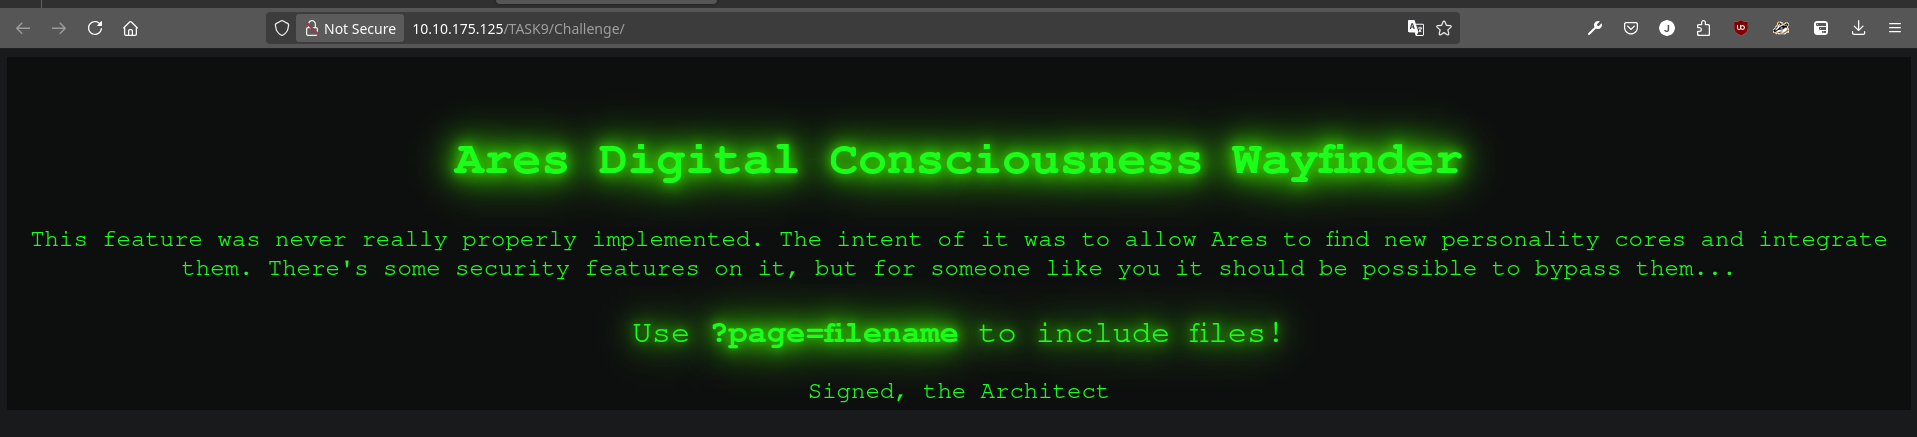 Not Secure 10.10.175.125/TASK9/Challenge/
Ares Digital Consciousness Wayfinder
This feature was never really properly implemented. The intent of it was to allow Ares to find new personality cores and integrate
them. There's some security features on it, but for someone like you it should be possible to bypass them...
Use ?page=filename to include files!
Signed, the Architect